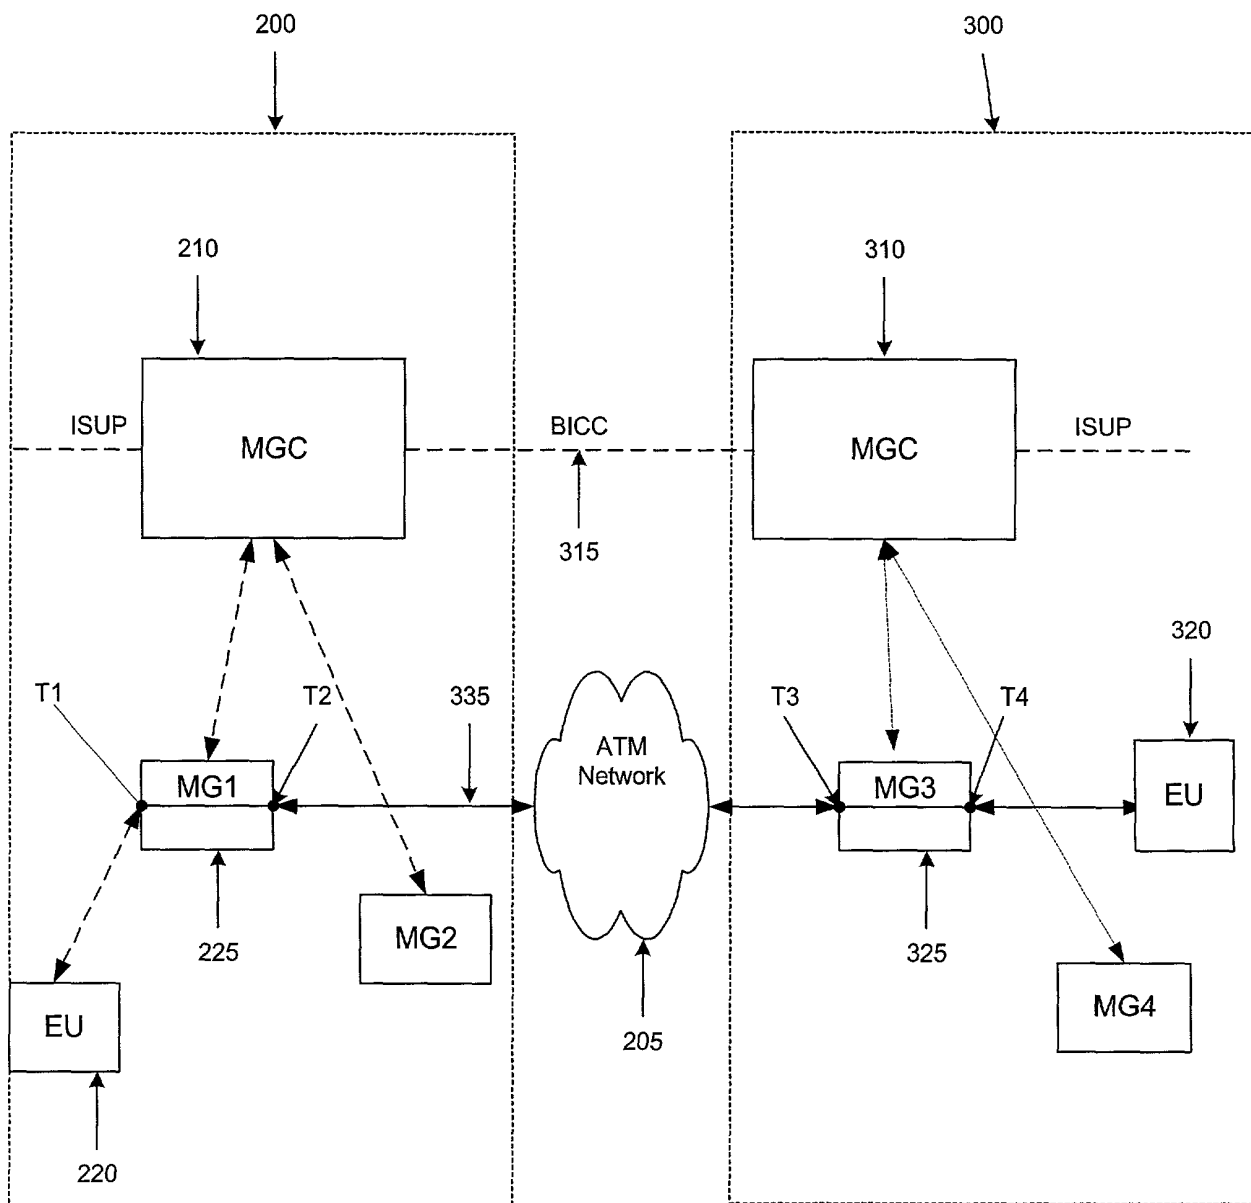 200
300
210
310
ISUP
MGC
BICC
MGC
ISUP
315
320
T1
T2
335
ATM
Network
T3
T4
MG1
MG3
EU
225
MG2
325
EU
205
MG4
220